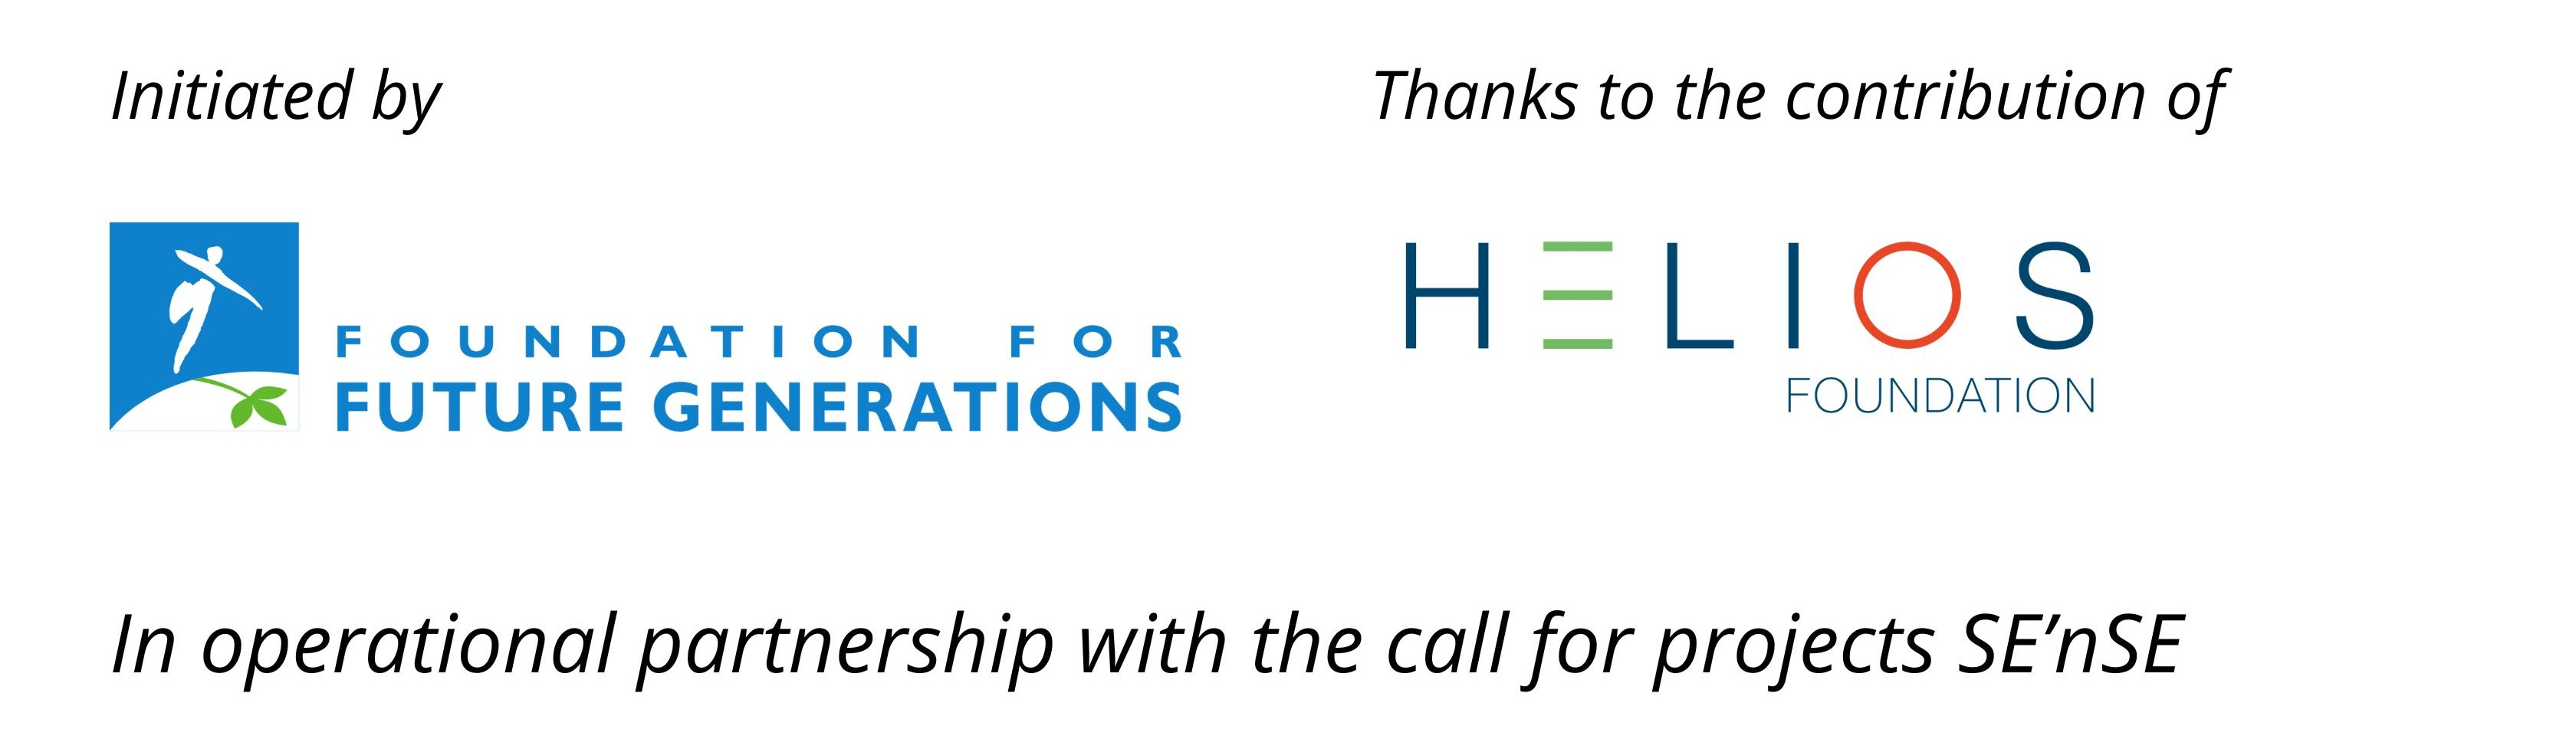 Initiated by
Thanks to the contribution of
FOUNDATION FOR
FUTURE GENERATIONS
HELIOS
FOUNDATION
In operational partnership with the call for projects SE’nSE